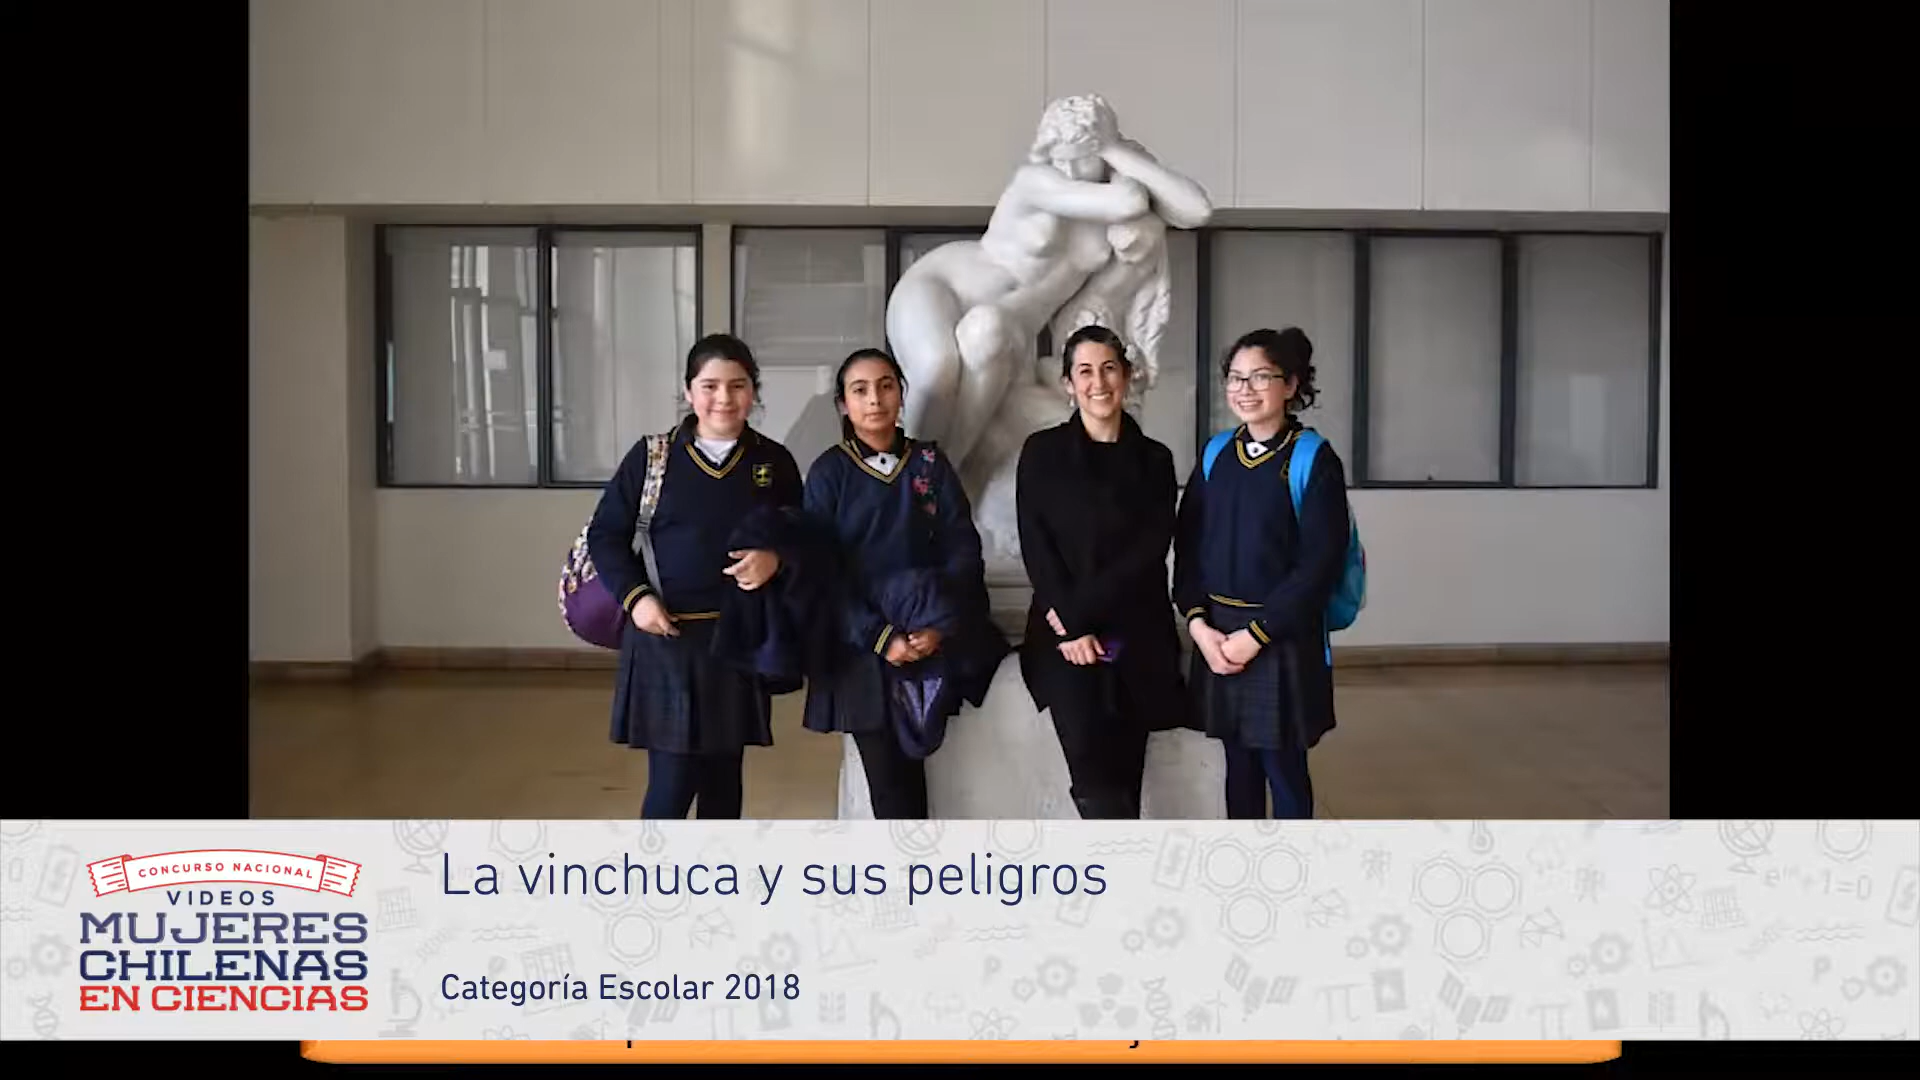 La vinchuca y sus peligros
Categoría Escolar 2018
CONCURSO NACIONAL
VIDEOS
MUJERES
CHILENAS
EN CIENCIAS